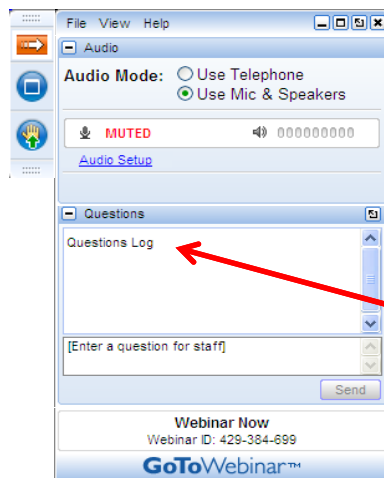 File View Help
Audio
Audio Mode: Use Telephone
Use Mic & Speakers
MUTED 000000000
Audio Setup
Questions
Questions Log
[Enter a question for staff]
Send
Webinar Now
Webinar ID: 429-384-699
GoToWebinar™